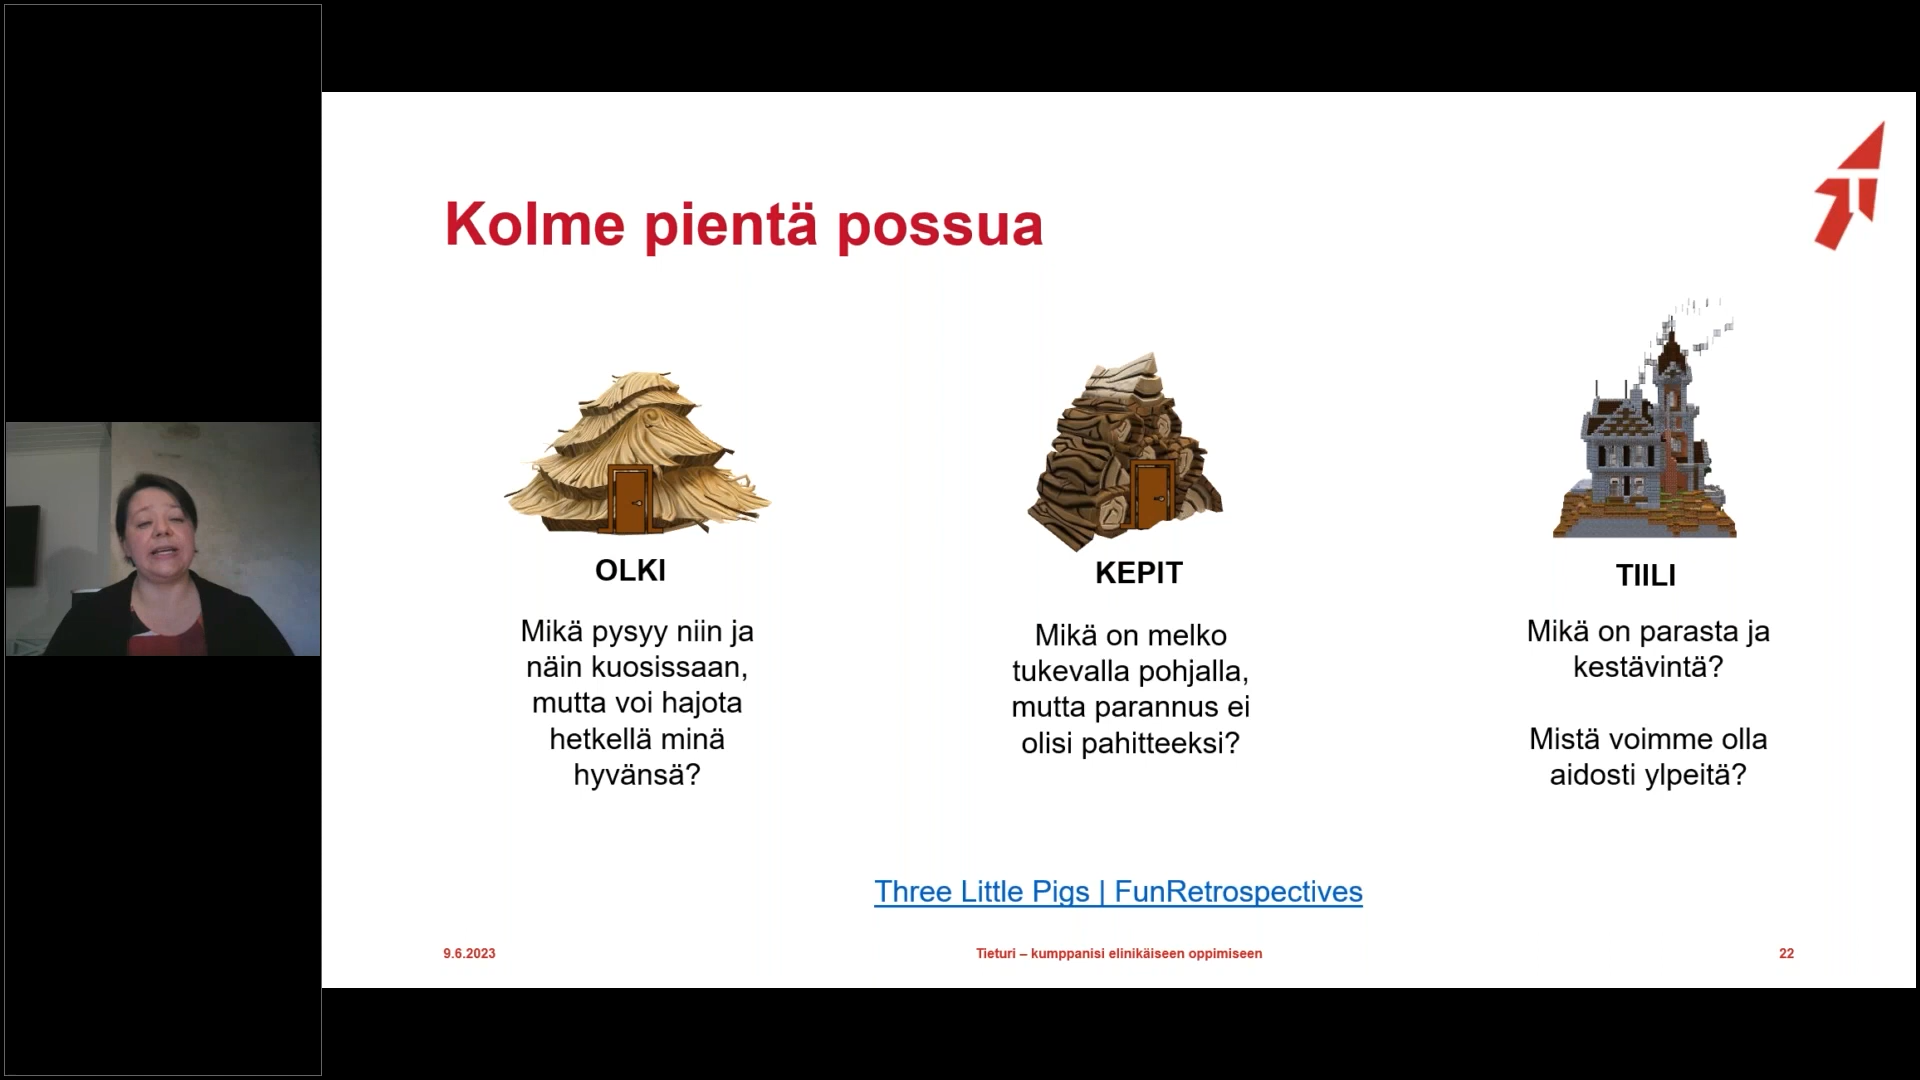 Kolme pientä possua
OLKI
Mikä pysyy niin ja
näin kuosissaan,
mutta voi hajota
hetkellä minä
hyvänsä?
KEPIT
Mikä on melko
tukevalla pohjalla,
mutta parannus ei
olisi pahitteeksi?
TIILI
Mikä on parasta ja
kestävintä?
Mistä voimme olla
aidosti ylpeitä?
Three Little Pigs | FunRetrospectives
9.6.2023
Tieturi – kumppanisi elinikäiseen oppimiseen
22